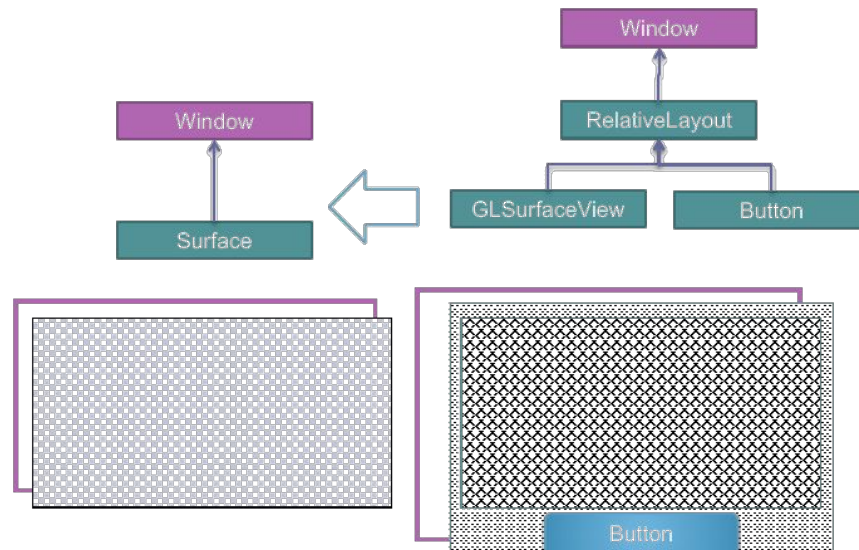 Window
RelativeLayout
GLSurfaceView
Button
Window
Surface
Button